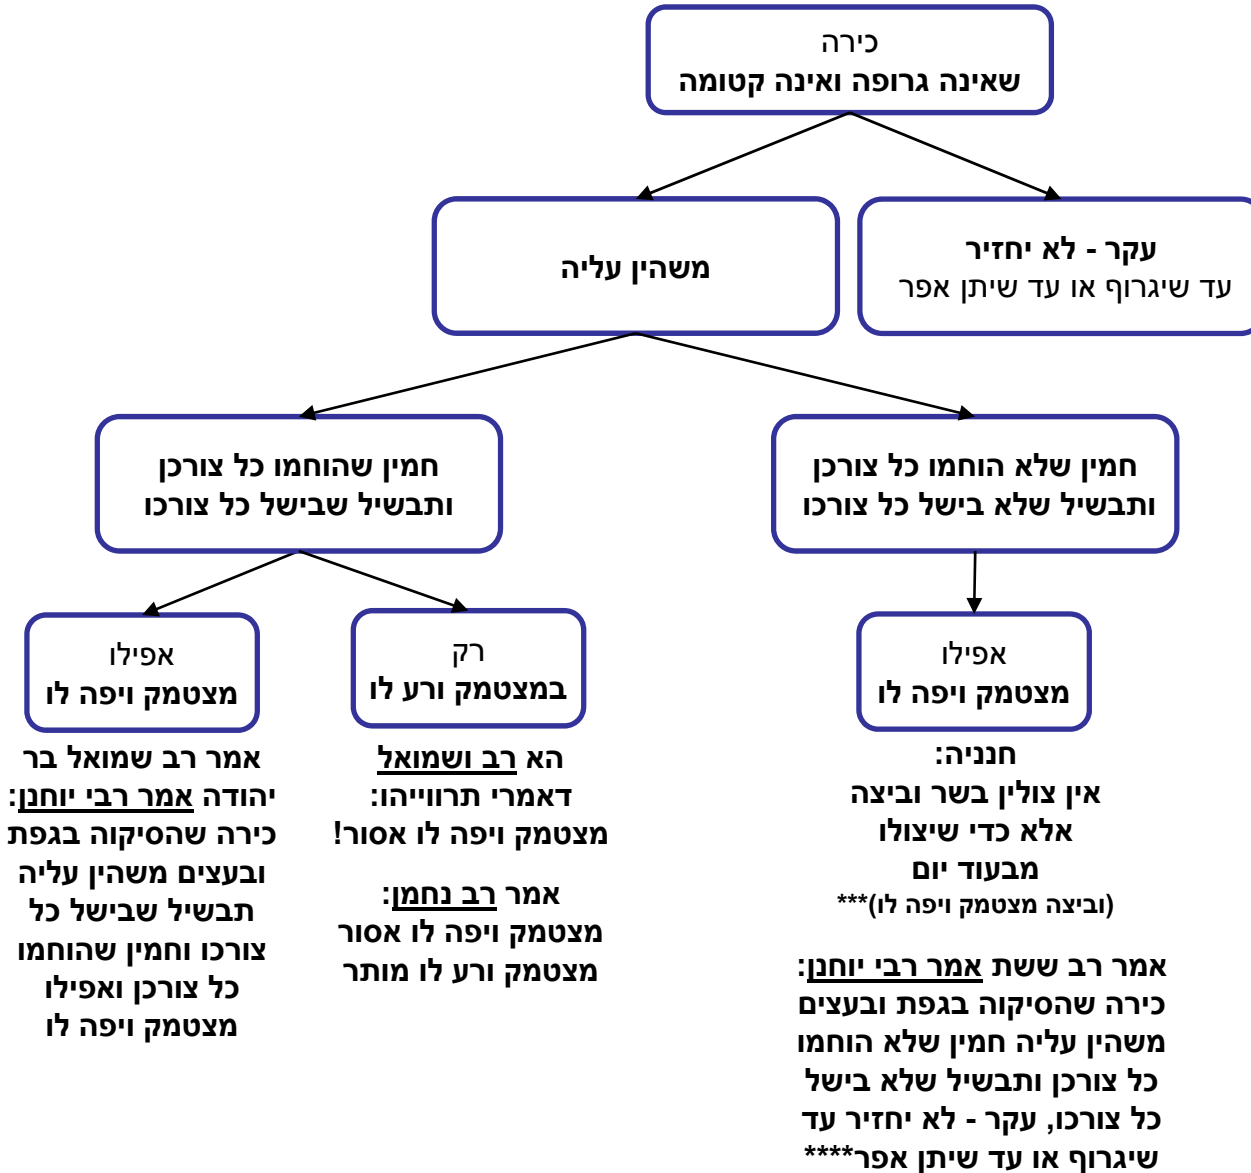 כירה
שאינה גרופה ואינה קטומה
עקר - לא יחזיר
עד שיגרוף או עד שיתן אפר
משהין עליה
חמין שלא הוחמו כל צורכן
ותבשיל שלא בישל כל צורכו
חמין שהוחמו כל צורכן
ותבשיל שבישל כל צורכו
אפילו
מצטמק ויפה לו
חנניה:
אין צולין בשר וביצה
אלא כדי שיצולו
מבעוד יום
(וביצה מצטמק ויפה לו)***
אמר רב ששת אמר רבי יוחנן:
כירה שהסיקוה בגפת ובעצים
משהין עליה חמין שלא הוחמו
כל צורכן ותבשיל שלא בישל
כל צורכו, עקר - לא יחזיר עד
שיגרוף או עד שיתן אפר****
רק
במצטמק ורע לו
הא רב ושמואל
דאמרי תרווייהו:
מצטמק ויפה לו אסור!
אמר רב נחמן:
מצטמק ויפה לו אסור
מצטמק ורע לו מותר
אפילו
מצטמק ויפה לו
אמר רב שמואל בר
יהודה אמר רבי יוחנן:
כירה שהסיקוה בגפת
ובעצים משהין עליה
תבשיל שבישל כל
צורכו וחמין שהוחמו
כל צורכן ואפילו
מצטמק ויפה לו